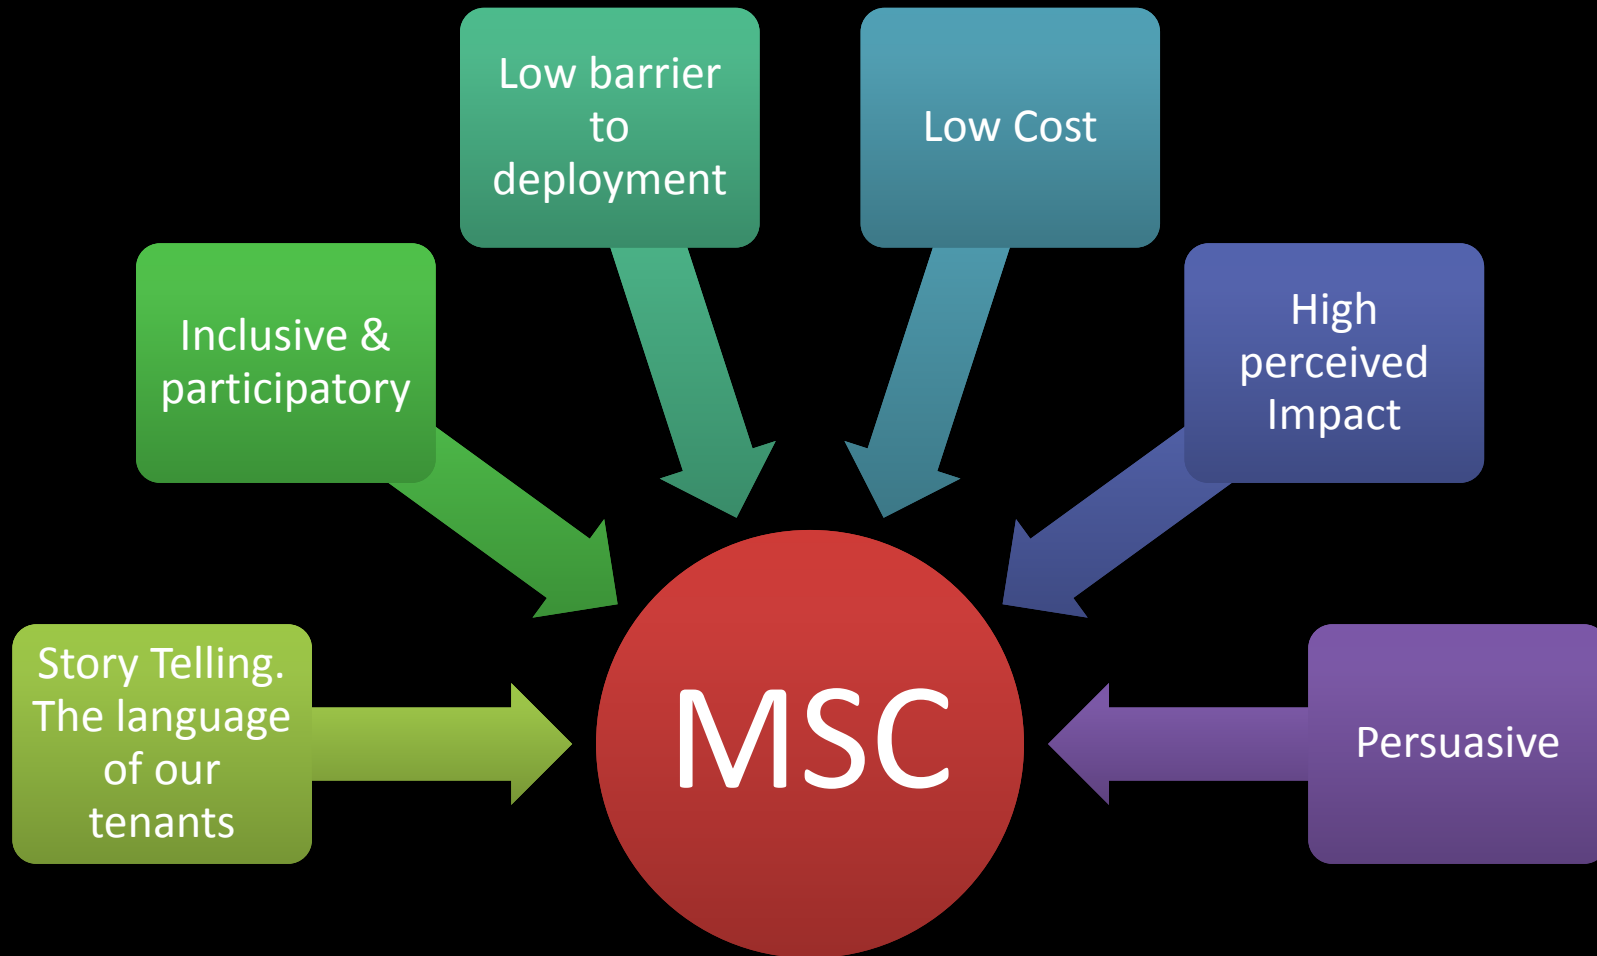 Low barrier
to
deployment
Low Cost
Inclusive &
participatory
High
perceived
Impact
Story Telling.
The language
of our
tenants
MSC
Persuasive